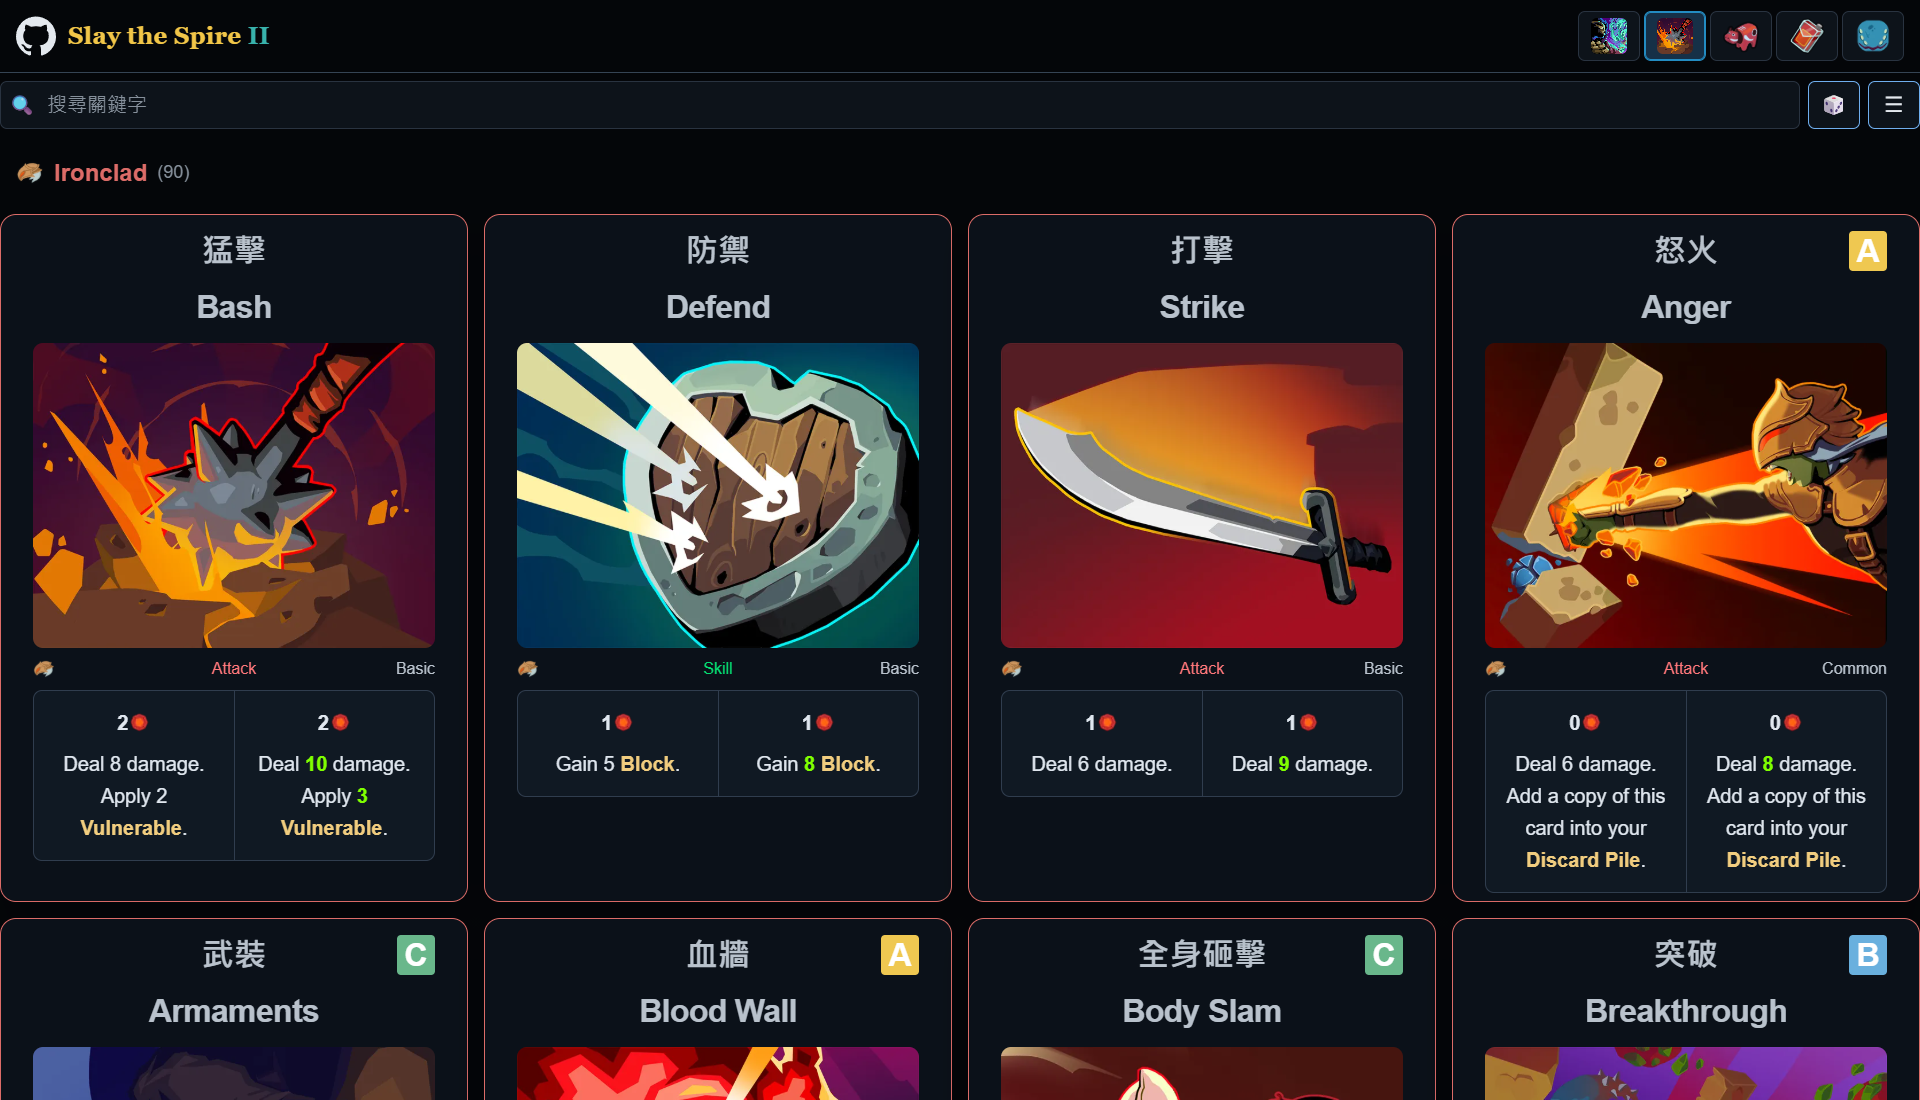 Slay the Spire II
搜尋關鍵字
Ironclad (90)
猛擊
Bash
Attack
Basic
2
Deal 8 damage.
Apply 2
Vulnerable.
2
Deal 10 damage.
Apply 3
Vulnerable.
防禦
Defend
Skill
Basic
1
Gain 5 Block.
1
Gain 8 Block.
打擊
Strike
Attack
Basic
1
Deal 6 damage.
1
Deal 9 damage.
怒火
A
Anger
Attack
Common
0
Deal 6 damage.
Add a copy of this
card into your
Discard Pile.
0
Deal 8 damage.
Add a copy of this
card into your
Discard Pile.
武裝
C
Armaments
血牆
A
Blood Wall
全身砸擊
C
Body Slam
突破
B
Breakthrough